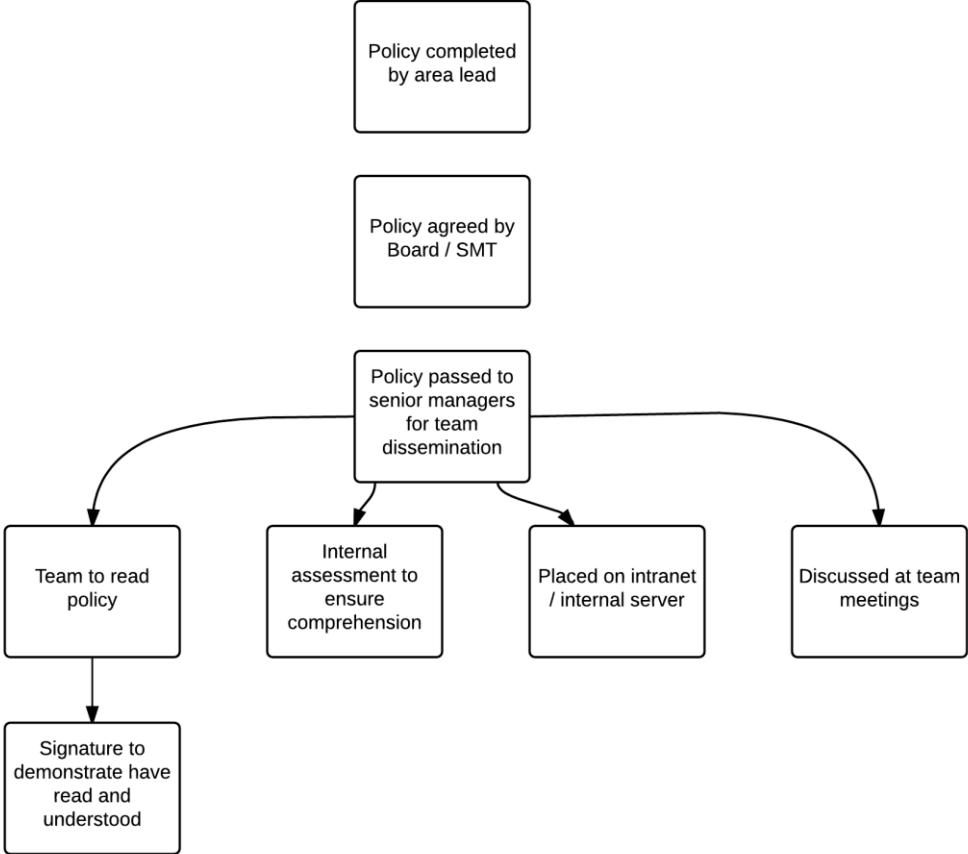 Policy completed
by area lead
Policy agreed by
Board / SMT
Policy passed to
senior managers
for team
dissemination
Team to read
policy
Internal
assessment to
ensure
comprehension
Placed on intranet
/ internal server
Discussed at team
meetings
Signature to
demonstrate have
read and
understood